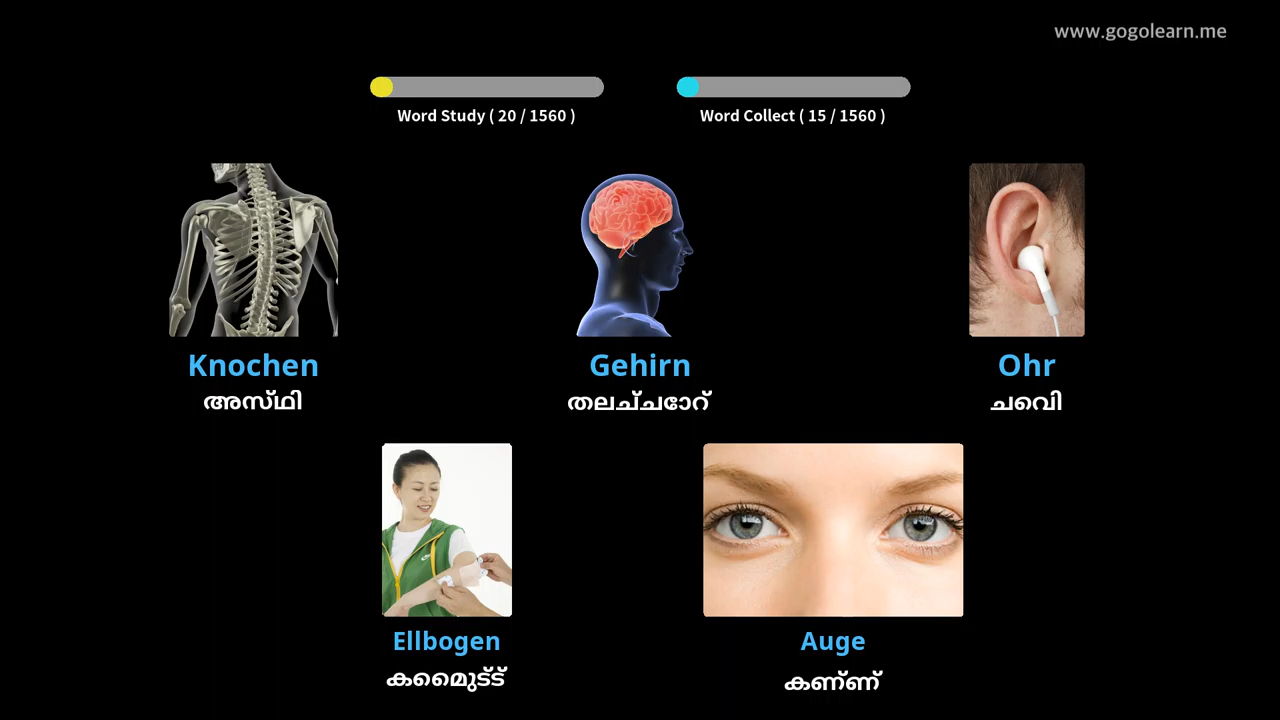 www.gogolearn.me
Word Study ( 20 / 1560 )
Word Collect ( 15 / 1560 )
Knochen
Gehirn
Ohr
അസ്ഥി
തലച്ചോറ്
ചെവി
Ellbogen
Auge
കൈമുട്ട്
കണ്ണ്